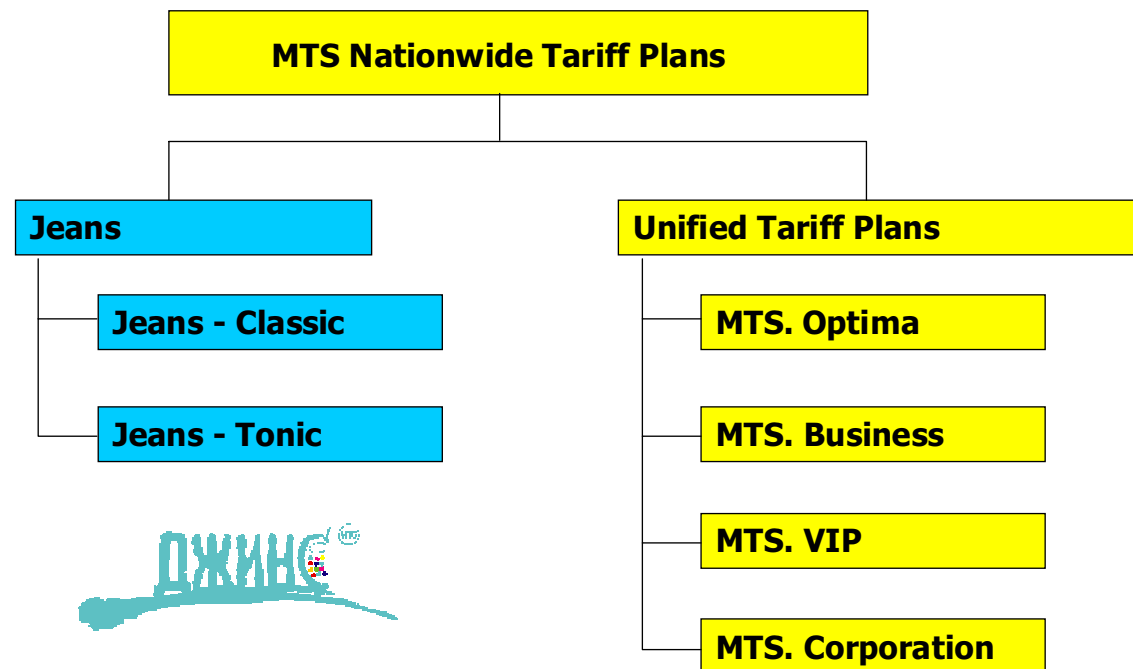 MTS Nationwide Tariff Plans
Jeans
Jeans - Classic
Jeans - Tonic
ДЖИНС
Unified Tariff Plans
MTS. Optima
MTS. Business
MTS. VIP
MTS. Corporation